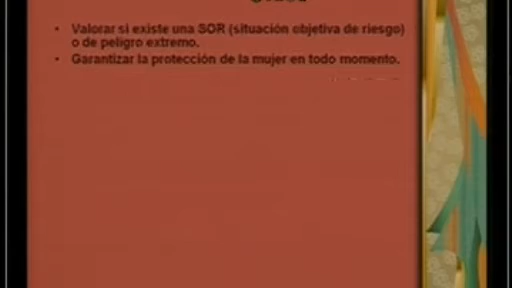 • Valorar si existe una SOR (situación objetiva de riesgo)
o de peligro extremo.
• Garantizar la protección de la mujer en todo momento.